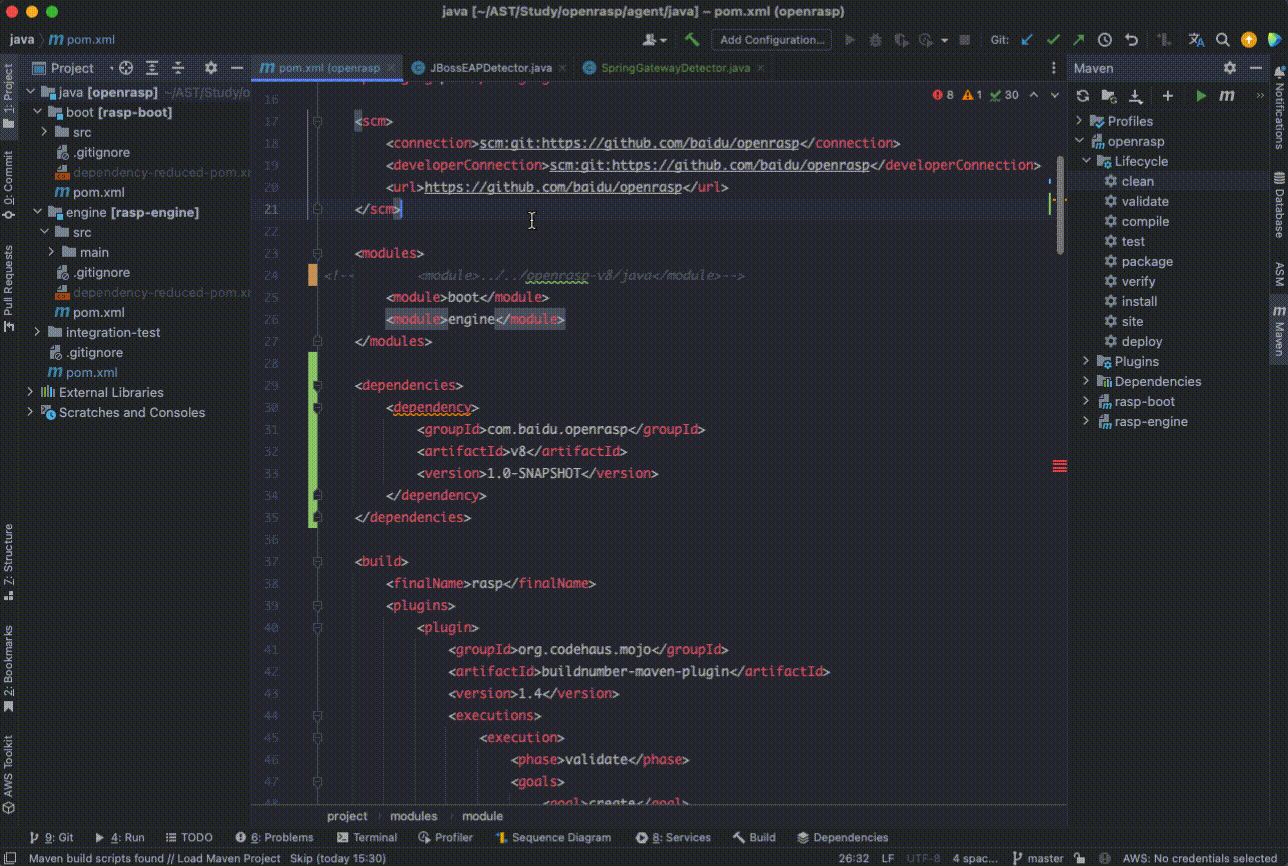 java [~/AST/Study/openrasp/agent/java] – pom.xml (openrasp)
java
m pom.xml
Add Configuration...
Git:
Project
pom.xml (openrasp
JBossEAPDetector.java
SpringGatewayDetector.java
Maven
1: Project
0: Commit
Pull Requests
Z: Structure
2: Bookmarks
AWS Toolkit
java [openrasp] ~/AST/Study/o
boot [rasp-boot]
src
.gitignore
dependency-reduced-pom.xm
pom.xml
engine [rasp-engine]
src
main
.gitignore
dependency-reduced-pom.xm
pom.xml
integration-test
.gitignore
pom.xml
External Libraries
Scratches and Consoles
8 1 30
16
17 <scm>
18 <connection>scm:git:https://github.com/baidu/openrasp</connection>
19 <developerConnection>scm:git:https://github.com/baidu/openrasp</developerConnection>
20 <url>https://github.com/baidu/openrasp</url>
21 </scm>
22
23 <modules>
24 <!-- <module>../../openrasp-v8/java</module>-->
25 <module>boot</module>
26 <module>engine</module>
27 </modules>
28
29 <dependencies>
30 <dependency>
31 <groupId>com.baidu.openrasp</groupId>
32 <artifactId>v8</artifactId>
33 <version>1.0-SNAPSHOT</version>
34 </dependency>
35 </dependencies>
36
37 <build>
38 <finalName>rasp</finalName>
39 <plugins>
40 <plugin>
41 <groupId>org.codehaus.mojo</groupId>
42 <artifactId>buildnumber-maven-plugin</artifactId>
43 <version>1.4</version>
44 <executions>
45 <execution>
46 <phase>validate</phase>
47 <goals>
48 <goal>create</goal>
Profiles
openrasp
Lifecycle
clean
validate
compile
test
package
verify
install
site
deploy
Plugins
Dependencies
rasp-boot
rasp-engine
Notifications
Database
ASM
Maven
project modules module
9: Git
4: Run
TODO
6: Problems
Terminal
Profiler
Sequence Diagram
8: Services
Build
Dependencies
Maven build scripts found // Load Maven Project Skip (today 15:30)
26:32 LF UTF-8 4 spac... master AWS: No credentials selected